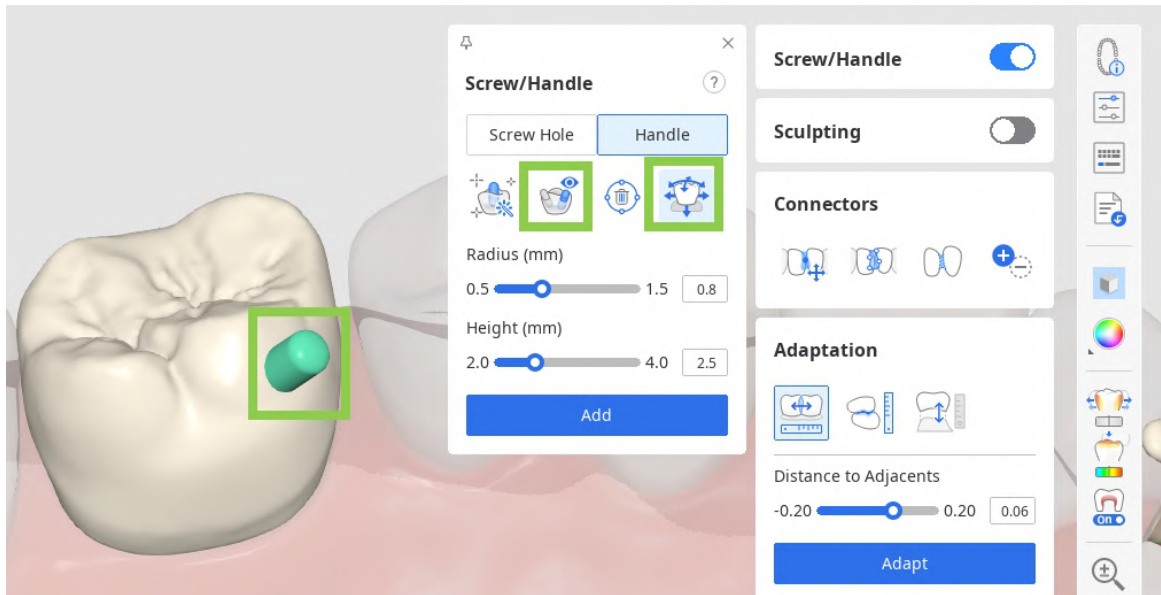 Screw/Handle
?
Screw Hole
Handle
Radius (mm)
0.5
1.5
0.8
Height (mm)
2.0
4.0
2.5
Add
Screw/Handle
Sculpting
Connectors
Adaptation
Distance to Adjacents
-0.20
0.20
0.06
Adapt
On